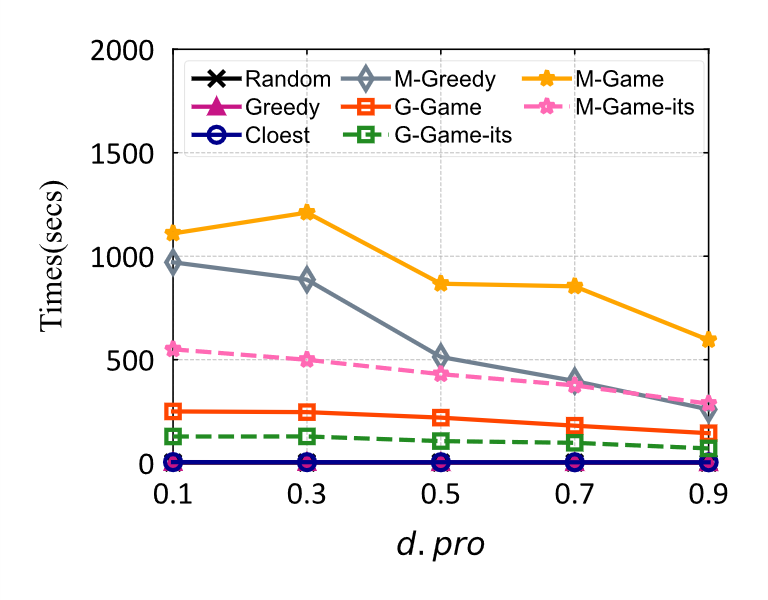 2000
1500
1000
500
0
Times(secs)
Random
Greedy
Cloest
M-Greedy
G-Game
G-Game-its
M-Game
M-Game-its
0.1 0.3 0.5 0.7 0.9
d.pro